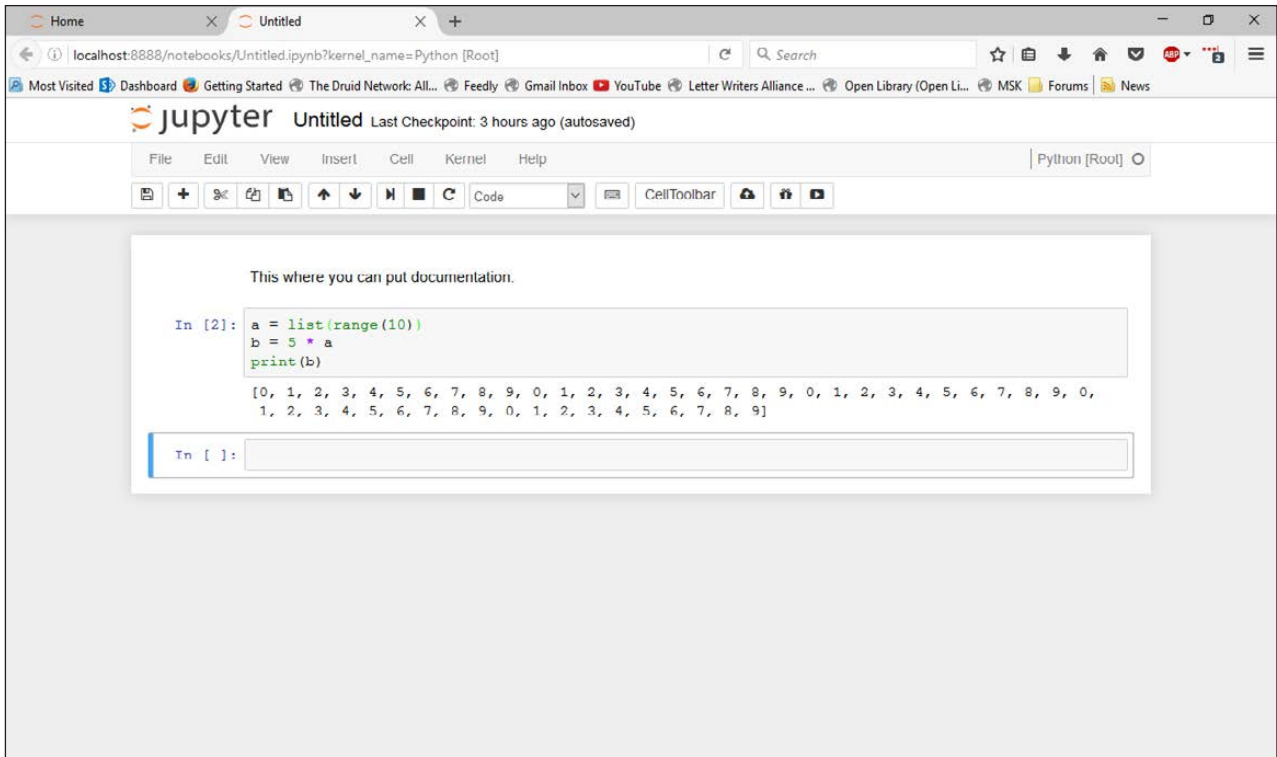 Home
Untitled
localhost:8888/notebooks/Untitled.ipynb?kernel_name=Python [Root]
Search
ABP
2
Most Visited
Dashboard
Getting Started
The Druid Network: All...
Feedly
Gmail Inbox
YouTube
Letter Writers Alliance ...
Open Library (Open Li...
MSK
Forums
News
jupyter Untitled Last Checkpoint: 3 hours ago (autosaved)
File Edit View Insert Cell Kernel Help
Python [Root]
Code
CellToolbar
This where you can put documentation.
In [2]: a = list(range(10))
b = 5 * a
print(b)
[0, 1, 2, 3, 4, 5, 6, 7, 8, 9, 0, 1, 2, 3, 4, 5, 6, 7, 8, 9, 0, 1, 2, 3, 4, 5, 6, 7, 8, 9, 0,
1, 2, 3, 4, 5, 6, 7, 8, 9, 0, 1, 2, 3, 4, 5, 6, 7, 8, 9]
In [ ]: